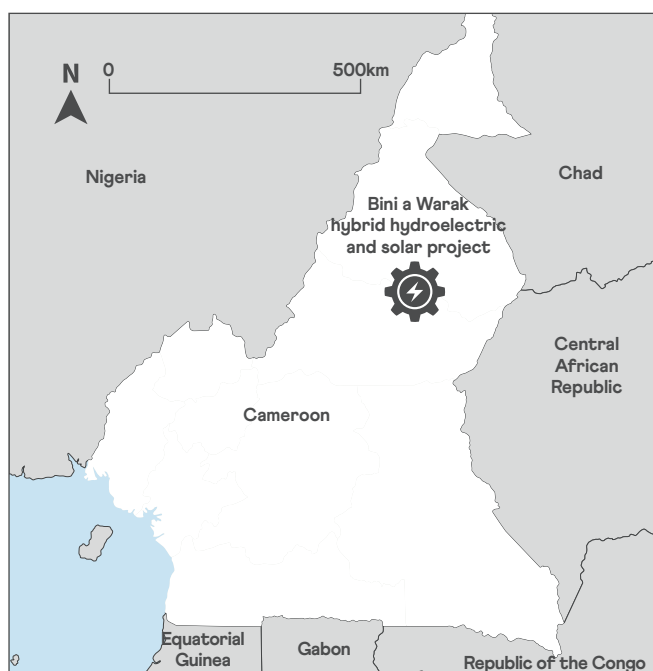 N
0
500km
Nigeria
Chad
Bini a Warak
hybrid hydroelectric
and solar project
Central
African
Republic
Cameroon
Equatorial
Guinea
Gabon
Republic of the Congo